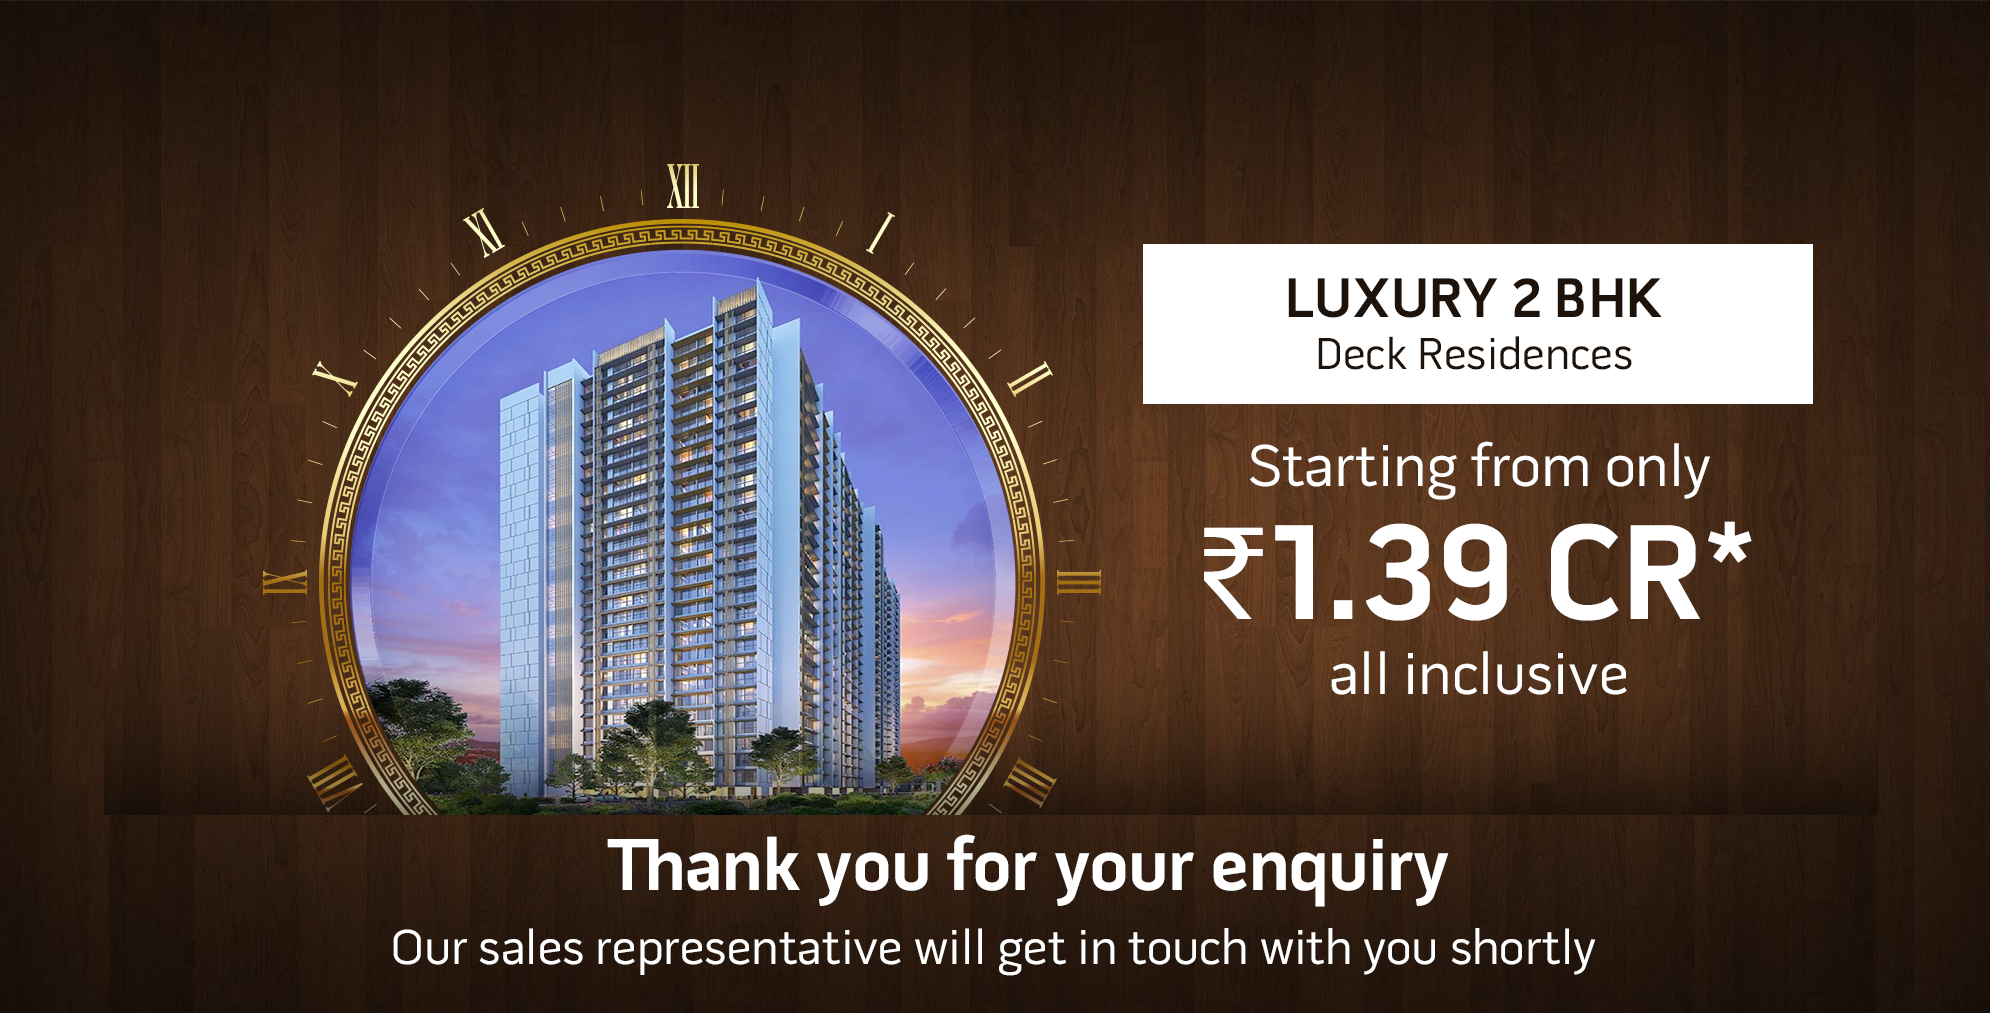 XII
XI
I
X
II
IX
III
VIII
IIII
LUXURY 2 BHK
Deck Residences
Starting from only
₹1.39 CR*
all inclusive
Thank you for your enquiry
Our sales representative will get in touch with you shortly